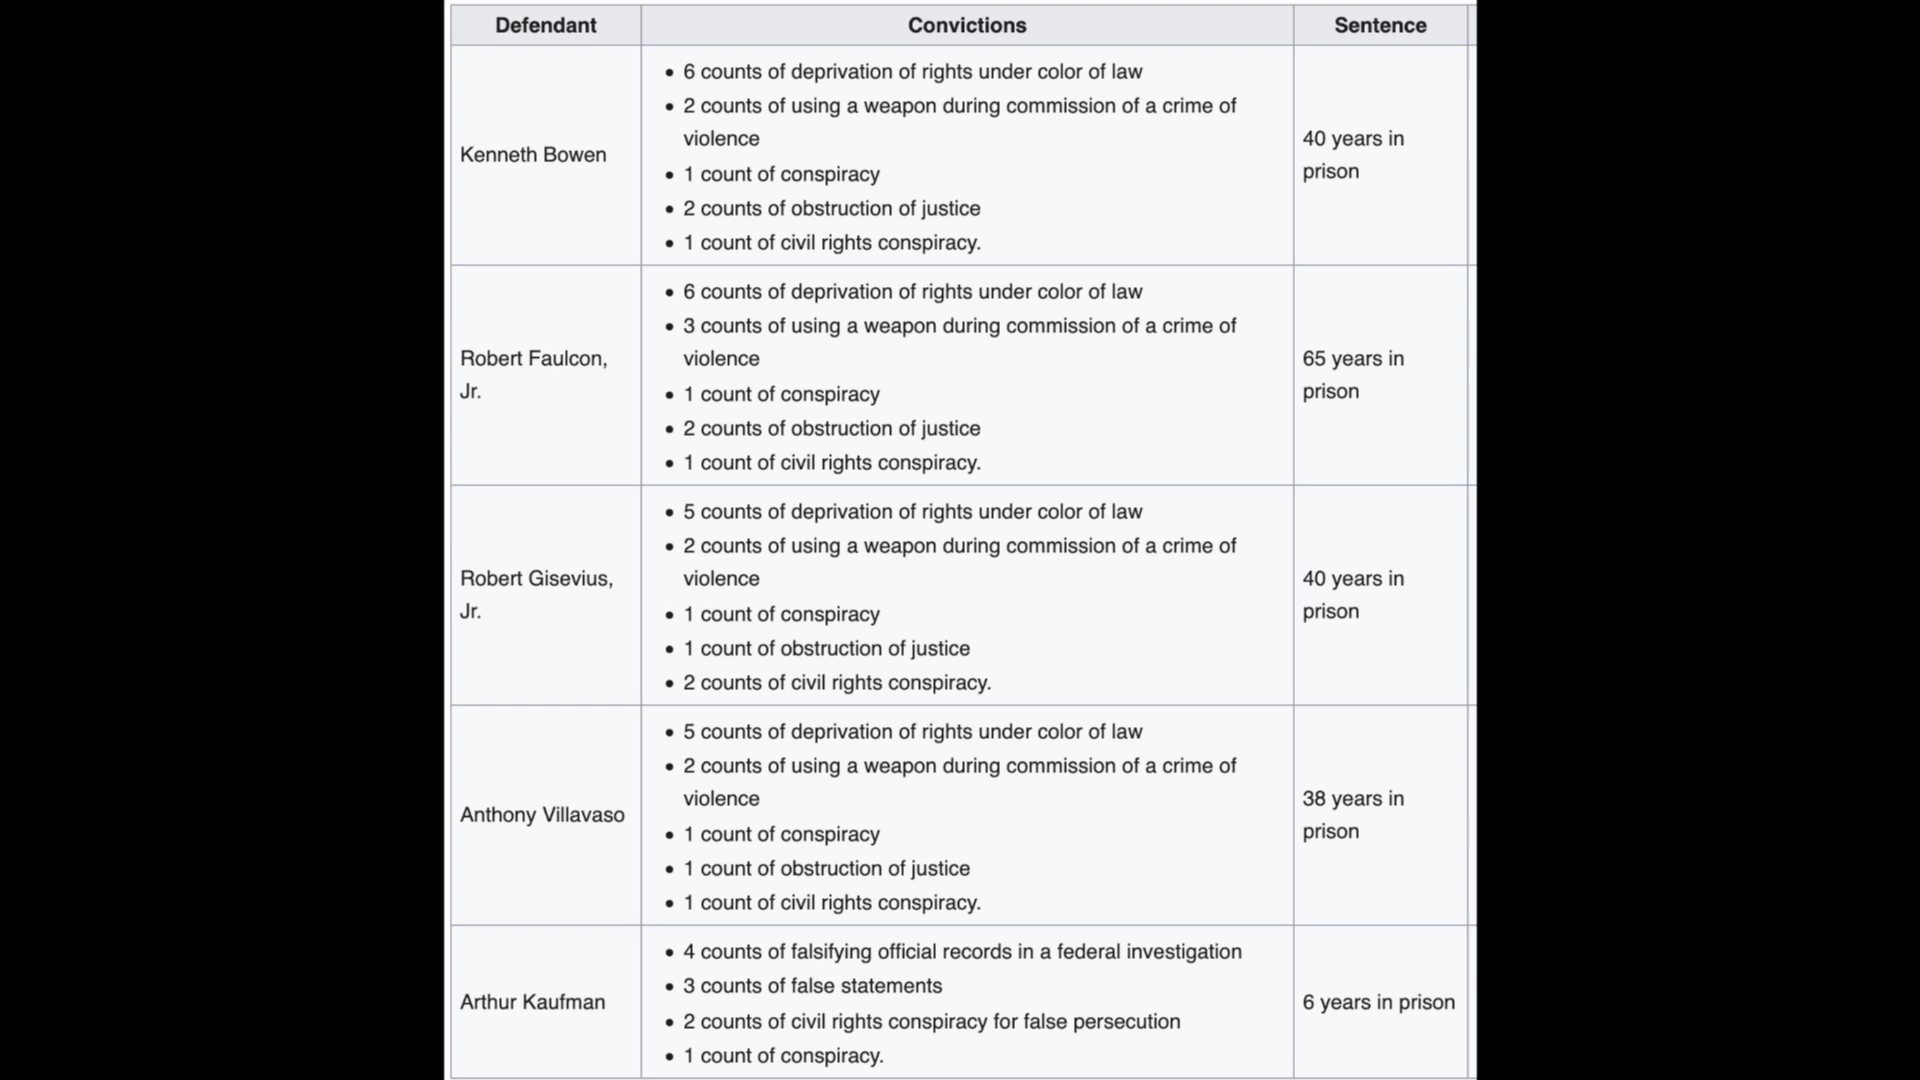 Defendant Convictions Sentence
Kenneth Bowen
• 6 counts of deprivation of rights under color of law
• 2 counts of using a weapon during commission of a crime of
violence
• 1 count of conspiracy
• 2 counts of obstruction of justice
• 1 count of civil rights conspiracy.
40 years in
prison
Robert Faulcon,
Jr.
• 6 counts of deprivation of rights under color of law
• 3 counts of using a weapon during commission of a crime of
violence
• 1 count of conspiracy
• 2 counts of obstruction of justice
• 1 count of civil rights conspiracy.
65 years in
prison
Robert Gisevius,
Jr.
• 5 counts of deprivation of rights under color of law
• 2 counts of using a weapon during commission of a crime of
violence
• 1 count of conspiracy
• 1 count of obstruction of justice
• 2 counts of civil rights conspiracy.
40 years in
prison
Anthony Villavaso
• 5 counts of deprivation of rights under color of law
• 2 counts of using a weapon during commission of a crime of
violence
• 1 count of conspiracy
• 1 count of obstruction of justice
• 1 count of civil rights conspiracy.
38 years in
prison
Arthur Kaufman
• 4 counts of falsifying official records in a federal investigation
• 3 counts of false statements
• 2 counts of civil rights conspiracy for false persecution
• 1 count of conspiracy.
6 years in prison